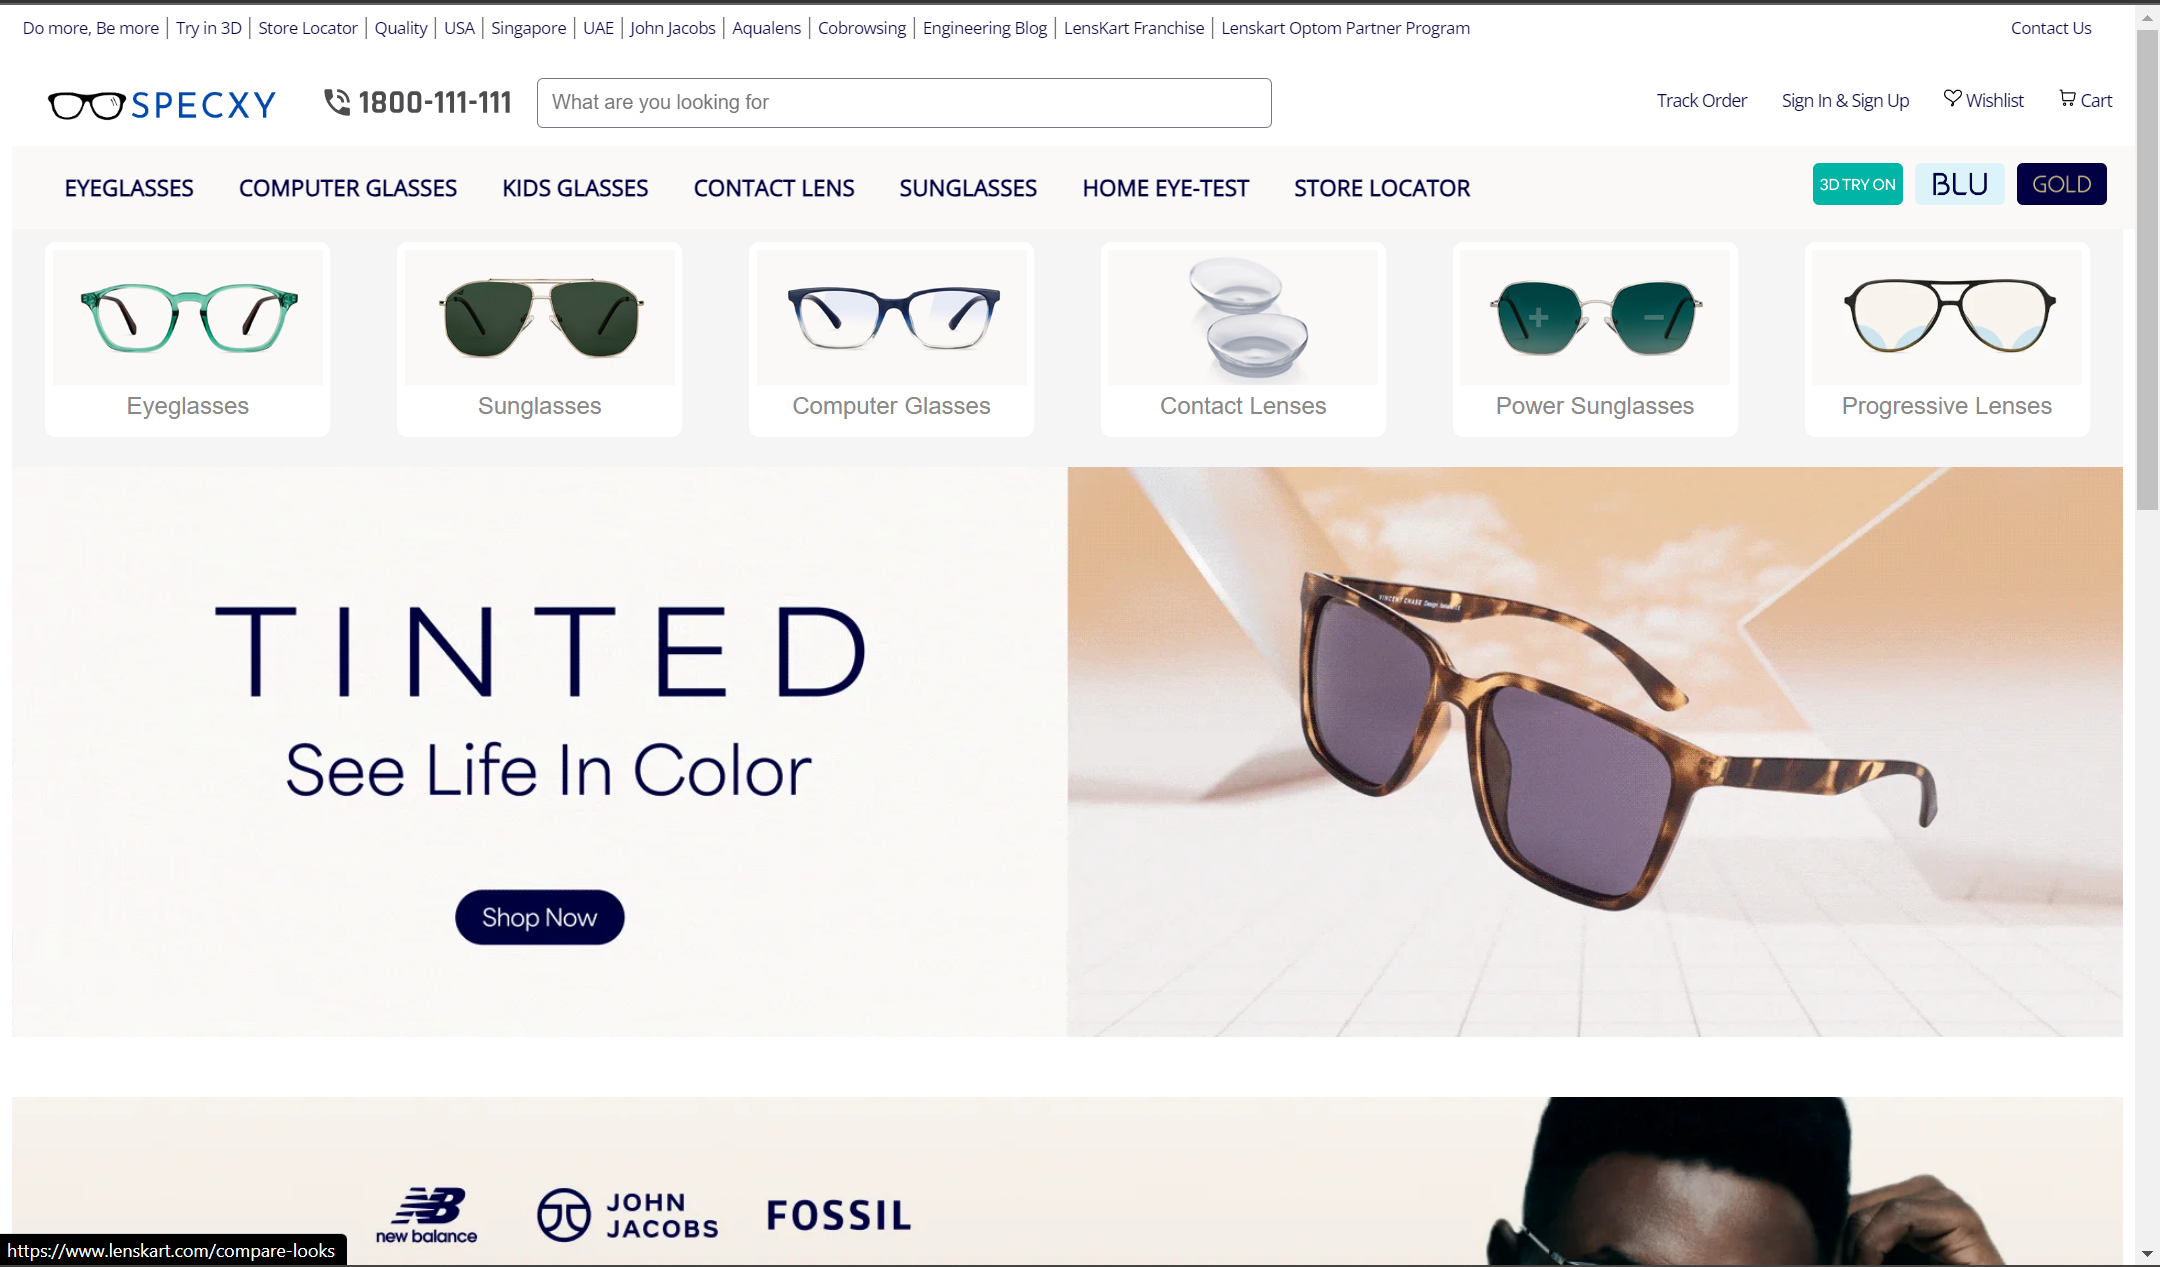 Do more, Be more | Try in 3D | Store Locator | Quality | USA | Singapore | UAE | John Jacobs | Aqualens | Cobrowsing | Engineering Blog | LensKart Franchise | Lenskart Optom Partner Program
Contact Us
SPECXY
1800-111-111
What are you looking for
Track Order
Sign In & Sign Up
Wishlist
Cart
EYEGLASSES
COMPUTER GLASSES
KIDS GLASSES
CONTACT LENS
SUNGLASSES
HOME EYE-TEST
STORE LOCATOR
3D TRY ON
BLU
GOLD
Eyeglasses
Sunglasses
Computer Glasses
Contact Lenses
Power Sunglasses
Progressive Lenses
TINTED
See Life In Color
Shop Now
VINCENT CHASE
NB
new balance
JOHN
JACOBS
FOSSIL
https://www.lenskart.com/compare-looks